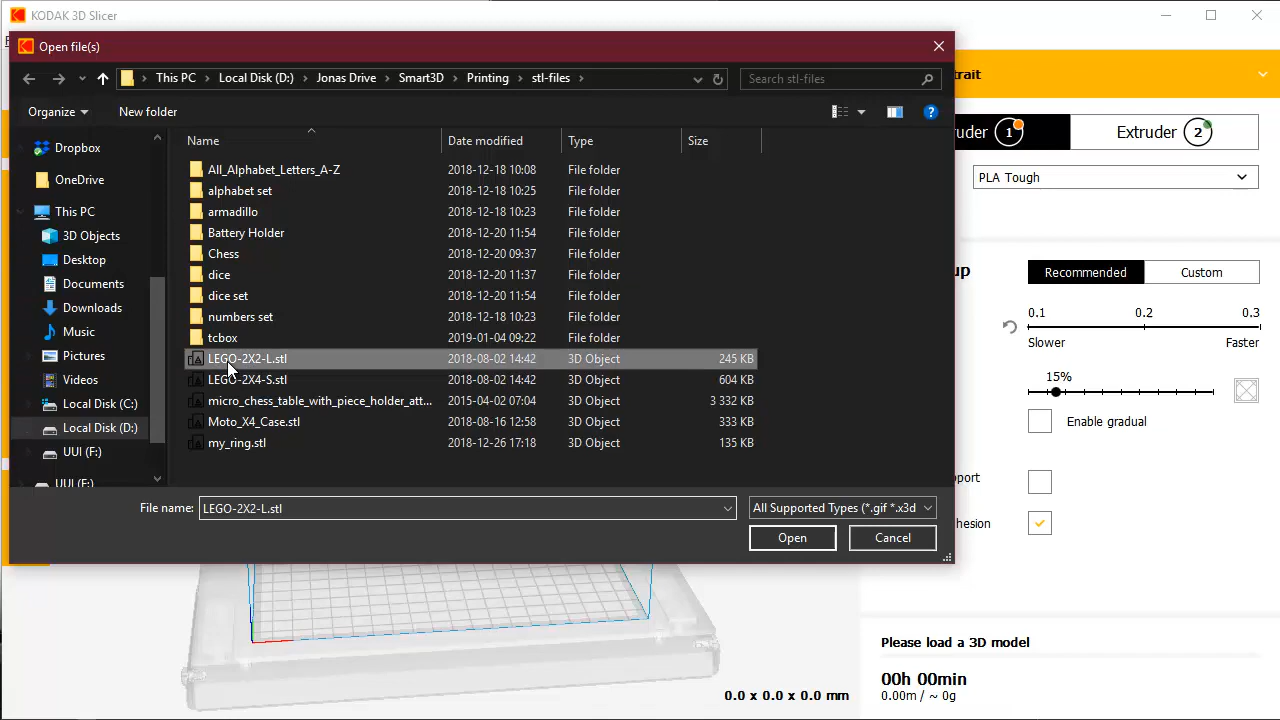 KODAK 3D Slicer
Open file(s)
This PC
Local Disk (D:)
Jonas Drive
Smart3D
Printing
stl-files
Search stl-files
Organize
New folder
Name
Date modified
Type
Size
Dropbox
OneDrive
This PC
3D Objects
Desktop
Documents
Downloads
Music
Pictures
Videos
Local Disk (C:)
Local Disk (D:)
UUI (F:)
UUI (F:)
All_Alphabet_Letters_A-Z 2018-12-18 10:08 File folder
alphabet set 2018-12-18 10:25 File folder
armadillo 2018-12-18 10:23 File folder
Battery Holder 2018-12-20 11:54 File folder
Chess 2018-12-20 09:37 File folder
dice 2018-12-20 11:37 File folder
dice set 2018-12-20 11:54 File folder
numbers set 2018-12-18 10:23 File folder
tcbox 2019-01-04 09:22 File folder
LEGO-2X2-L.stl 2018-08-02 14:42 3D Object 245 KB
LEGO-2X4-S.stl 2018-08-02 14:42 3D Object 604 KB
micro_chess_table_with_piece_holder_att... 2015-04-02 07:04 3D Object 3 332 KB
Moto_X4_Case.stl 2018-08-16 12:58 3D Object 333 KB
my_ring.stl 2018-12-26 17:18 3D Object 135 KB
File name:
LEGO-2X2-L.stl
All Supported Types (*.gif *.x3d
Open
Cancel
trait
uder 1
Extruder 2
PLA Tough
up
Recommended
Custom
0.1 0.2 0.3
Slower
Faster
15%
Enable gradual
pport
hesion
Please load a 3D model
00h 00min
0.00m / ~ 0g
0.0 x 0.0 x 0.0 mm